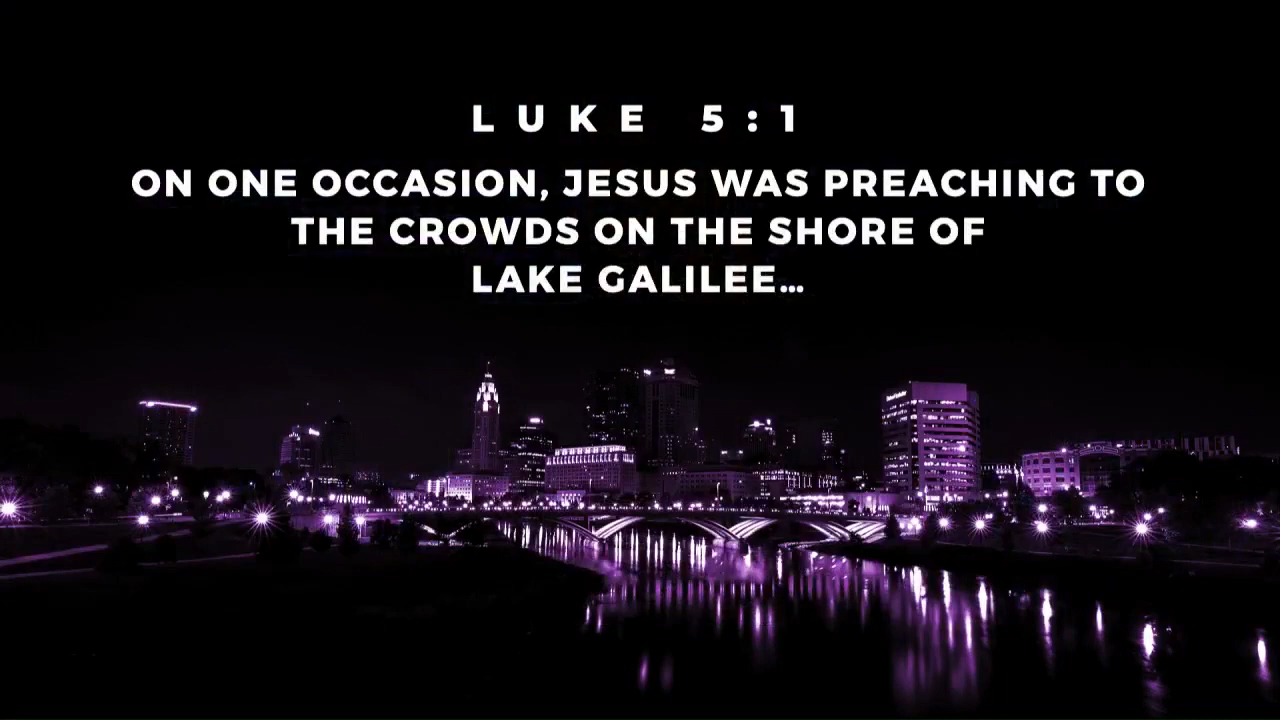 LUKE 5:1
ON ONE OCCASION, JESUS WAS PREACHING TO
THE CROWDS ON THE SHORE OF
LAKE GALILEE…